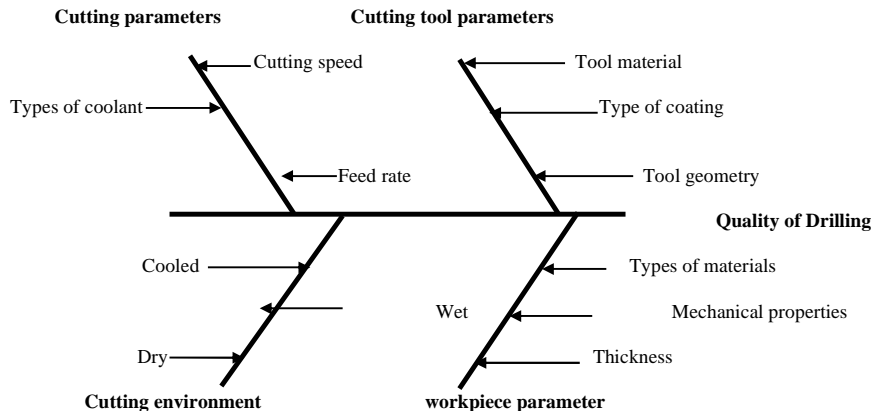 Cutting parameters
Cutting tool parameters
Cutting speed
Tool material
Types of coolant
Type of coating
Feed rate
Tool geometry
Quality of Drilling
Cooled
Types of materials
Wet
Mechanical properties
Dry
Thickness
Cutting environment
workpiece parameter